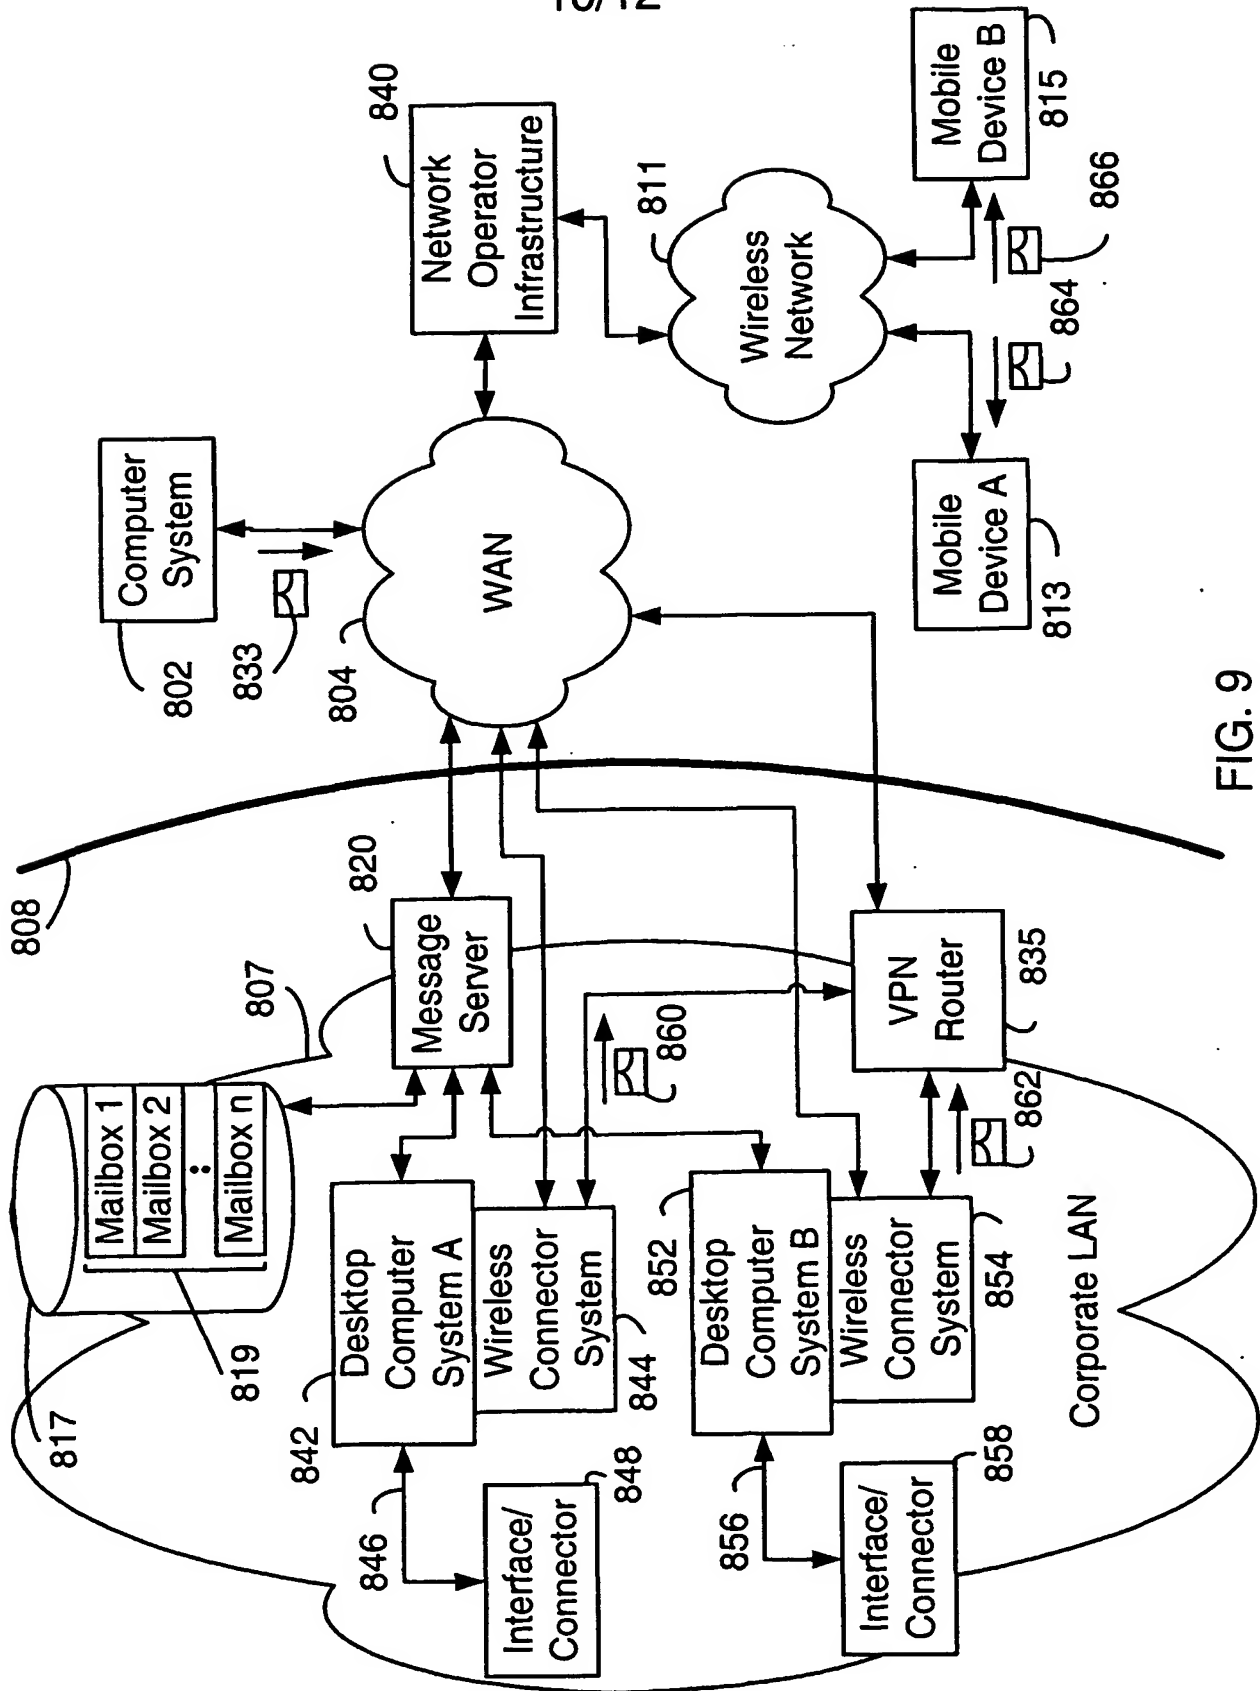 817
Mailbox 1
Mailbox 2
Mailbox n
819
807
808
Computer
System
802
833
804
WAN
Network
Operator
Infrastructure
840
Message
Server
820
842
Desktop
Computer
System A
Wireless
Connector
System
844
846
Interface/
Connector
848
860
852
Desktop
Computer
System B
Wireless
Connector
System
854
856
Interface/
Connector
858
862
VPN
Router
835
Corporate LAN
811
Wireless
Network
Mobile
Device A
813
864
Mobile
Device B
815
866
FIG. 9